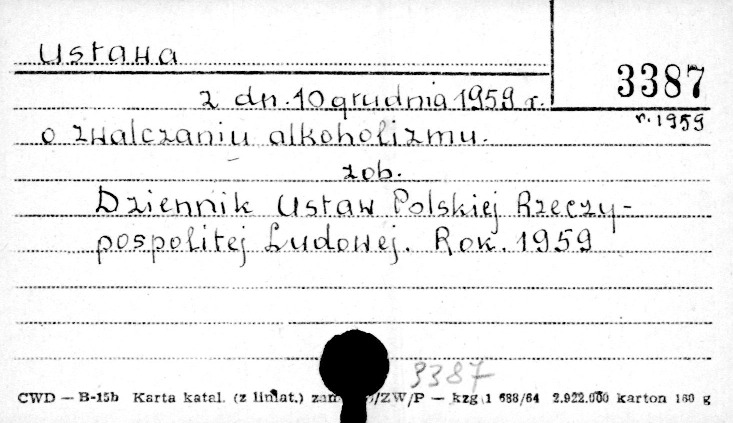 Ustawa
3387
r. 1959
z dn. 10 grudnia 1959 r.
o zwalczaniu alkoholizmu.
zob.
Dziennik Ustaw Polskiej Rzeczy-
pospolitej Ludowej. Rok. 1959
3387
CWD — B-15b Karta katal. (z liniat.) /ZW/P — kzg 1 688/64 2.922.000 karton 160 g